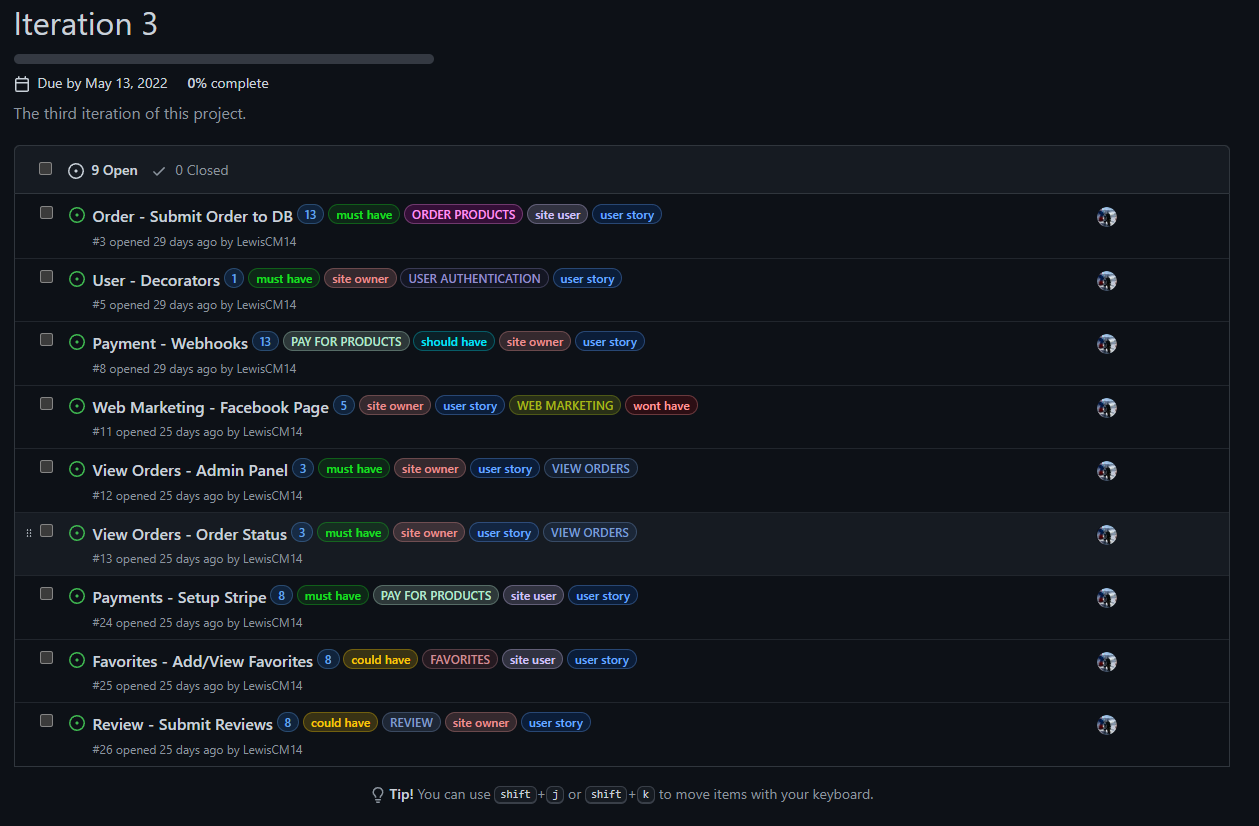 Iteration 3
Due by May 13, 2022 0% complete
The third iteration of this project.
9 Open 0 Closed
Order - Submit Order to DB 13 must have ORDER PRODUCTS site user user story
#3 opened 29 days ago by LewisCM14
User - Decorators 1 must have site owner USER AUTHENTICATION user story
#5 opened 29 days ago by LewisCM14
Payment - Webhooks 13 PAY FOR PRODUCTS should have site owner user story
#8 opened 29 days ago by LewisCM14
Web Marketing - Facebook Page 5 site owner user story WEB MARKETING wont have
#11 opened 25 days ago by LewisCM14
View Orders - Admin Panel 3 must have site owner user story VIEW ORDERS
#12 opened 25 days ago by LewisCM14
View Orders - Order Status 3 must have site owner user story VIEW ORDERS
#13 opened 25 days ago by LewisCM14
Payments - Setup Stripe 8 must have PAY FOR PRODUCTS site user user story
#24 opened 25 days ago by LewisCM14
Favorites - Add/View Favorites 8 could have FAVORITES site user user story
#25 opened 25 days ago by LewisCM14
Review - Submit Reviews 8 could have REVIEW site owner user story
#26 opened 25 days ago by LewisCM14
Tip! You can use shift+j or shift+k to move items with your keyboard.